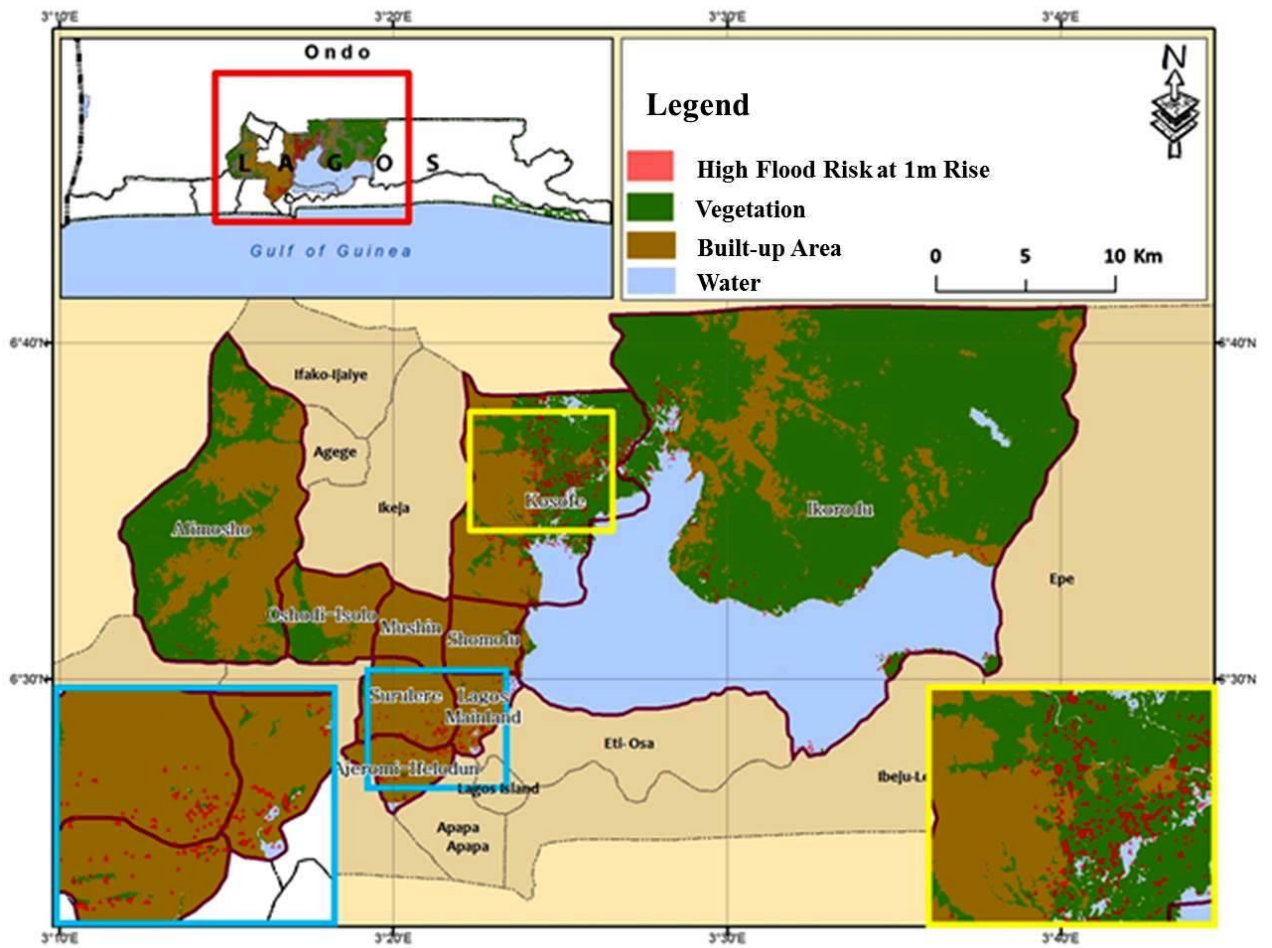 3°10'E 3°20'E 3°40'E
Ondo
LAGOS
Gulf of Guinea
N
Legend
High Flood Risk at 1m Rise
Vegetation
Built-up Area
Water
0 5 10 Km
6°40'N 6°40'N
Ifako-Ijaiye
Agege
Ikeja
Kosofe
Ikorodu
Alimosho
Epe
Oshodi-Isolo
Mushin
Shomolu
6°30'N 6°30'N
Surulere
Lagos
Mainland
Eti-Osa
Ajeromi-Ifelodun
Lagos Island
Ibeju-Le
Apapa
Apapa
3°10'E 3°20'E 3°30'E 3°40'E